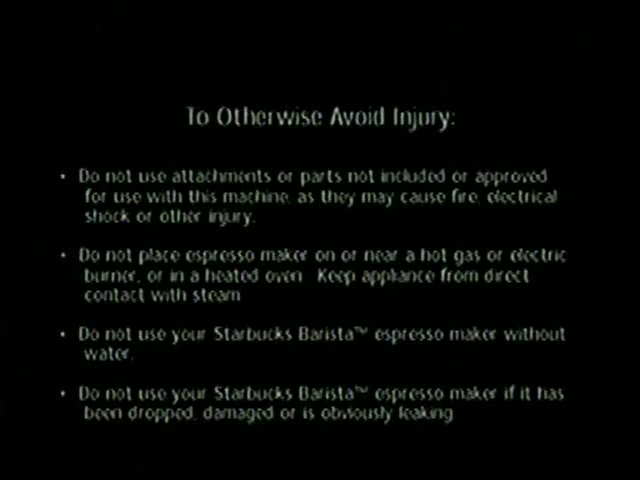 To Otherwise Avoid Injury:
• Do not use attachments or parts not included or approved
for use with this machine, as they may cause fire, electrical
shock or other injury.
• Do not place espresso maker on or near a hot gas or electric
burner, or in a heated oven. Keep appliance from direct
contact with steam
• Do not use your Starbucks Barista™ espresso maker without
water.
• Do not use your Starbucks Barista™ espresso maker if it has
been dropped, damaged or is obviously leaking